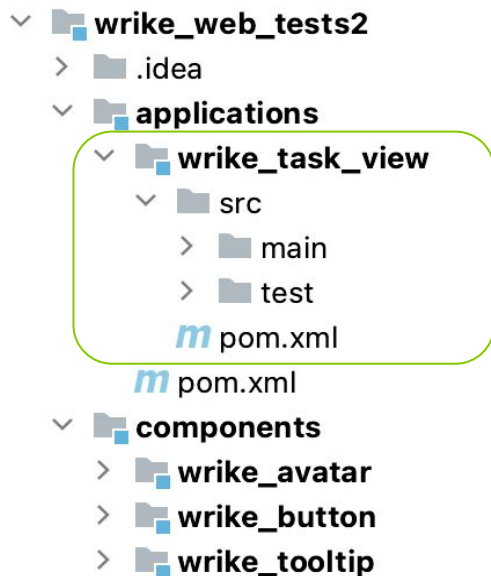 wrike_web_tests2
.idea
applications
wrike_task_view
src
main
test
m pom.xml
m pom.xml
components
wrike_avatar
wrike_button
wrike_tooltip